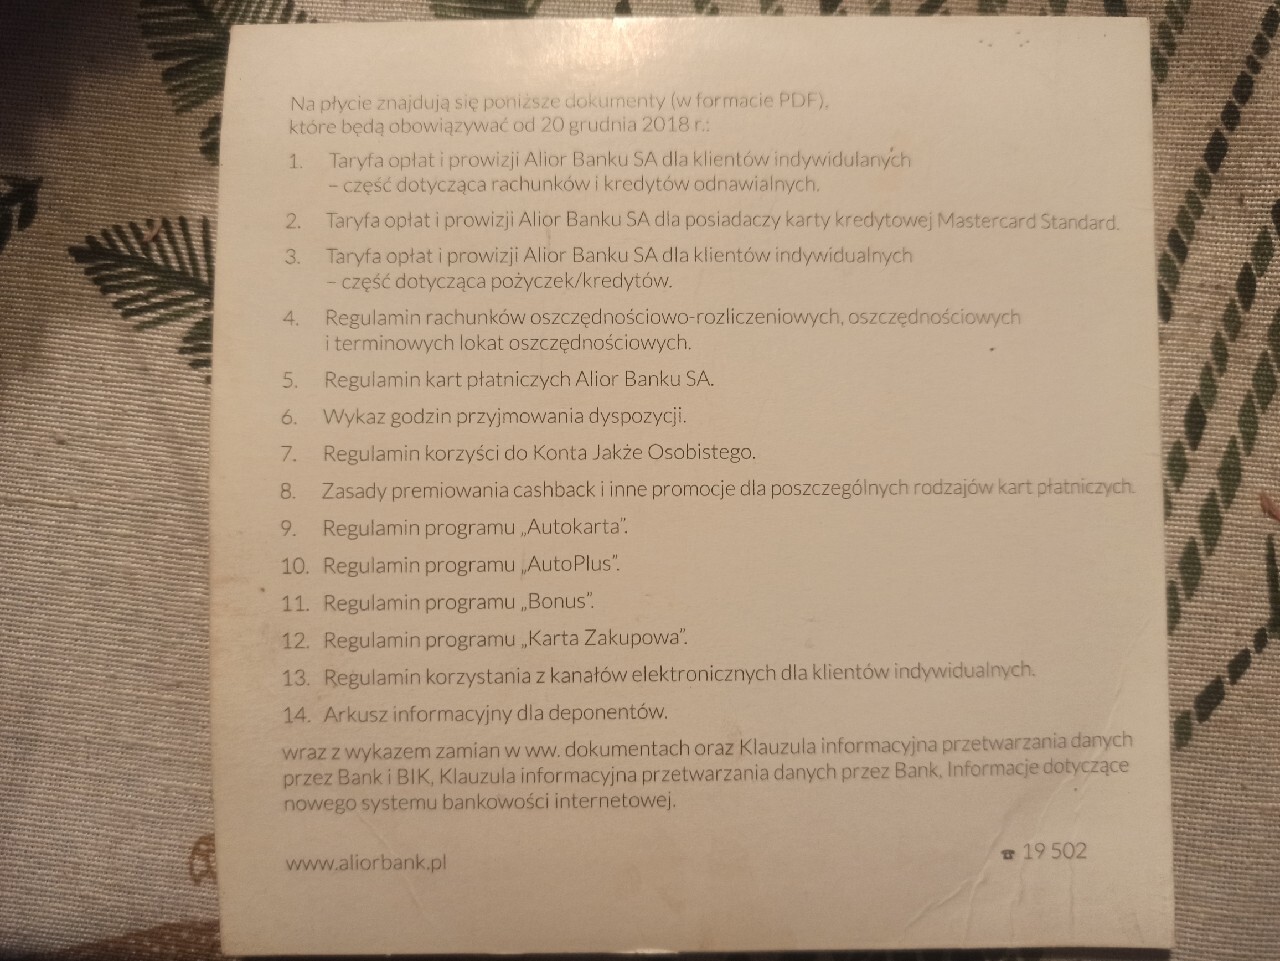 Na płycie znajdują się poniższe dokumenty (w formacie PDF),
które będą obowiązywać od 20 grudnia 2018 r.:
1. Taryfa opłat i prowizji Alior Banku SA dla klientów indywidulanych
– część dotycząca rachunków i kredytów odnawialnych.
2. Taryfa opłat i prowizji Alior Banku SA dla posiadaczy karty kredytowej Mastercard Standard.
3. Taryfa opłat i prowizji Alior Banku SA dla klientów indywidualnych
– część dotycząca pożyczek/kredytów.
4. Regulamin rachunków oszczędnościowo-rozliczeniowych, oszczędnościowych
i terminowych lokat oszczędnościowych.
5. Regulamin kart płatniczych Alior Banku SA.
6. Wykaz godzin przyjmowania dyspozycji.
7. Regulamin korzyści do Konta Jakże Osobistego.
8. Zasady premiowania cashback i inne promocje dla poszczególnych rodzajów kart płatniczych.
9. Regulamin programu „Autokarta”.
10. Regulamin programu „AutoPlus”.
11. Regulamin programu „Bonus”.
12. Regulamin programu „Karta Zakupowa”.
13. Regulamin korzystania z kanałów elektronicznych dla klientów indywidualnych.
14. Arkusz informacyjny dla deponentów.
wraz z wykazem zamian w ww. dokumentach oraz Klauzula informacyjna przetwarzania danych
przez Bank i BIK, Klauzula informacyjna przetwarzania danych przez Bank, Informacje dotyczące
nowego systemu bankowości internetowej.
www.aliorbank.pl
☎ 19 502